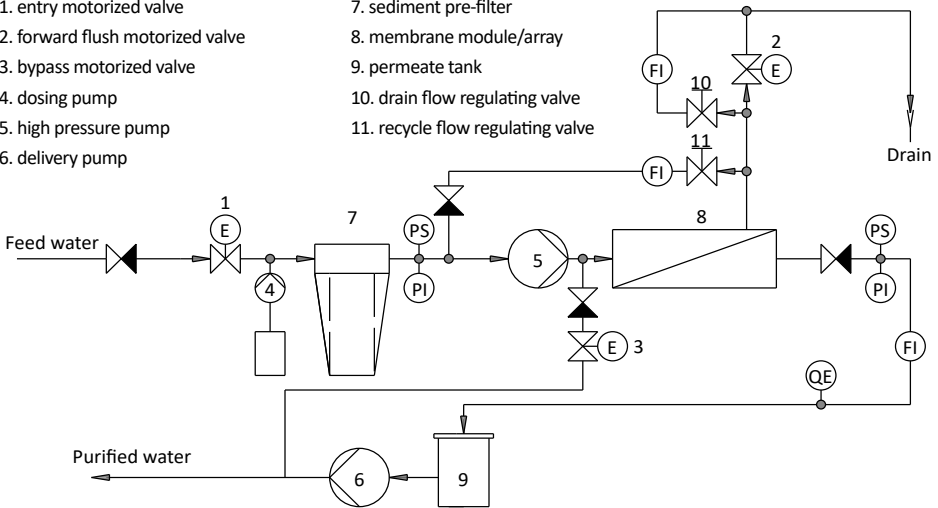 1. entry motorized valve
2. forward flush motorized valve
3. bypass motorized valve
4. dosing pump
5. high pressure pump
6. delivery pump
7. sediment pre-filter
8. membrane module/array
9. permeate tank
10. drain flow regulating valve
11. recycle flow regulating valve
2
FI
E
10
Drain
11
FI
1
7
8
E
PS
PS
Feed water
5
4
PI
PI
E
3
FI
QE
Purified water
6
9